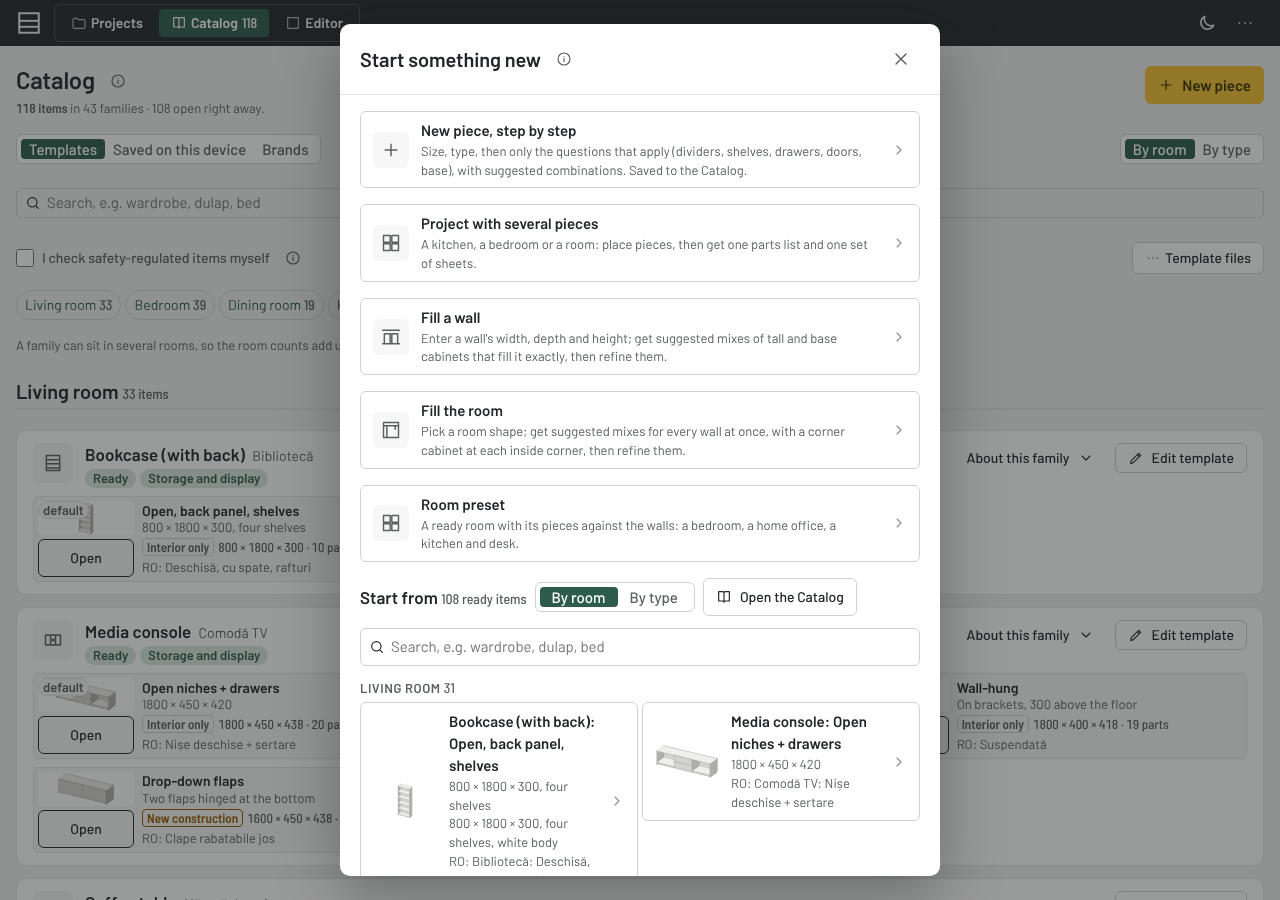 Projects
Catalog 118
Editor
Catalog
118 items in 43 families · 108 open right away.
New piece
Templates
Saved on this device
Brands
By room
By type
Search, e.g. wardrobe, dulap, bed
I check safety-regulated items myself
Template files
Living room 33
Bedroom 39
Dining room 19
A family can sit in several rooms, so the room counts add
Living room 33 items
Bookcase (with back) Bibliotecă
Ready
Storage and display
About this family
Edit template
default
Open, back panel, shelves
800 × 1800 × 300, four shelves
Interior only
800 × 1800 × 300 · 10 pa
Open
RO: Deschisă, cu spate, rafturi
Media console Comodă TV
Ready
Storage and display
About this family
Edit template
default
Open niches + drawers
1800 × 450 × 420
Interior only
1800 × 450 × 438 · 20 pa
Open
RO: Nișe deschise + sertare
Wall-hung
On brackets, 300 above the floor
Interior only
1800 × 400 × 418 · 19 parts
RO: Suspendată
Drop-down flaps
Two flaps hinged at the bottom
New construction
1600 × 450 × 438 ·
Open
RO: Clape rabatabile jos
Start something new
New piece, step by step
Size, type, then only the questions that apply (dividers, shelves, drawers, doors,
base), with suggested combinations. Saved to the Catalog.
Project with several pieces
A kitchen, a bedroom or a room: place pieces, then get one parts list and one set
of sheets.
Fill a wall
Enter a wall's width, depth and height; get suggested mixes of tall and base
cabinets that fill it exactly, then refine them.
Fill the room
Pick a room shape; get suggested mixes for every wall at once, with a corner
cabinet at each inside corner, then refine them.
Room preset
A ready room with its pieces against the walls: a bedroom, a home office, a
kitchen and desk.
Start from 108 ready items
By room
By type
Open the Catalog
Search, e.g. wardrobe, dulap, bed
LIVING ROOM 31
Bookcase (with back):
Open, back panel,
shelves
800 × 1800 × 300, four
shelves
800 × 1800 × 300, four
shelves, white body
RO: Bibliotecă: Deschisă,
Media console: Open
niches + drawers
1800 × 450 × 420
RO: Comodă TV: Nișe
deschise + sertare